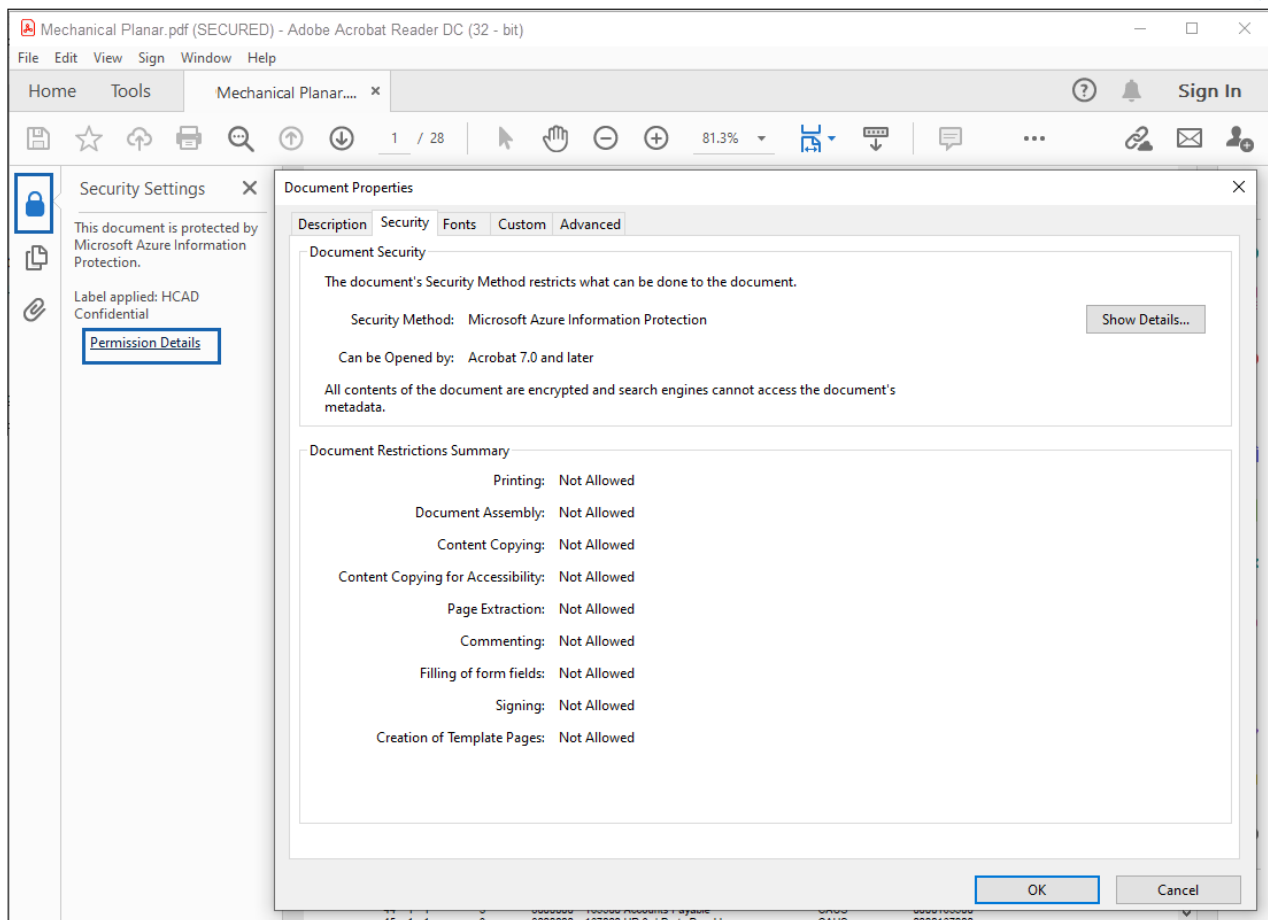 Mechanical Planar.pdf (SECURED) - Adobe Acrobat Reader DC (32 - bit)
File Edit View Sign Window Help
Home Tools Mechanical Planar.... × Sign In
1 / 28 81.3%
Security Settings
This document is protected by
Microsoft Azure Information
Protection.
Label applied: HCAD
Confidential
Permission Details
Document Properties
Description Security Fonts Custom Advanced
Document Security
The document's Security Method restricts what can be done to the document.
Security Method: Microsoft Azure Information Protection
Show Details...
Can be Opened by: Acrobat 7.0 and later
All contents of the document are encrypted and search engines cannot access the document's
metadata.
Document Restrictions Summary
Printing: Not Allowed
Document Assembly: Not Allowed
Content Copying: Not Allowed
Content Copying for Accessibility: Not Allowed
Page Extraction: Not Allowed
Commenting: Not Allowed
Filling of form fields: Not Allowed
Signing: Not Allowed
Creation of Template Pages: Not Allowed
OK Cancel